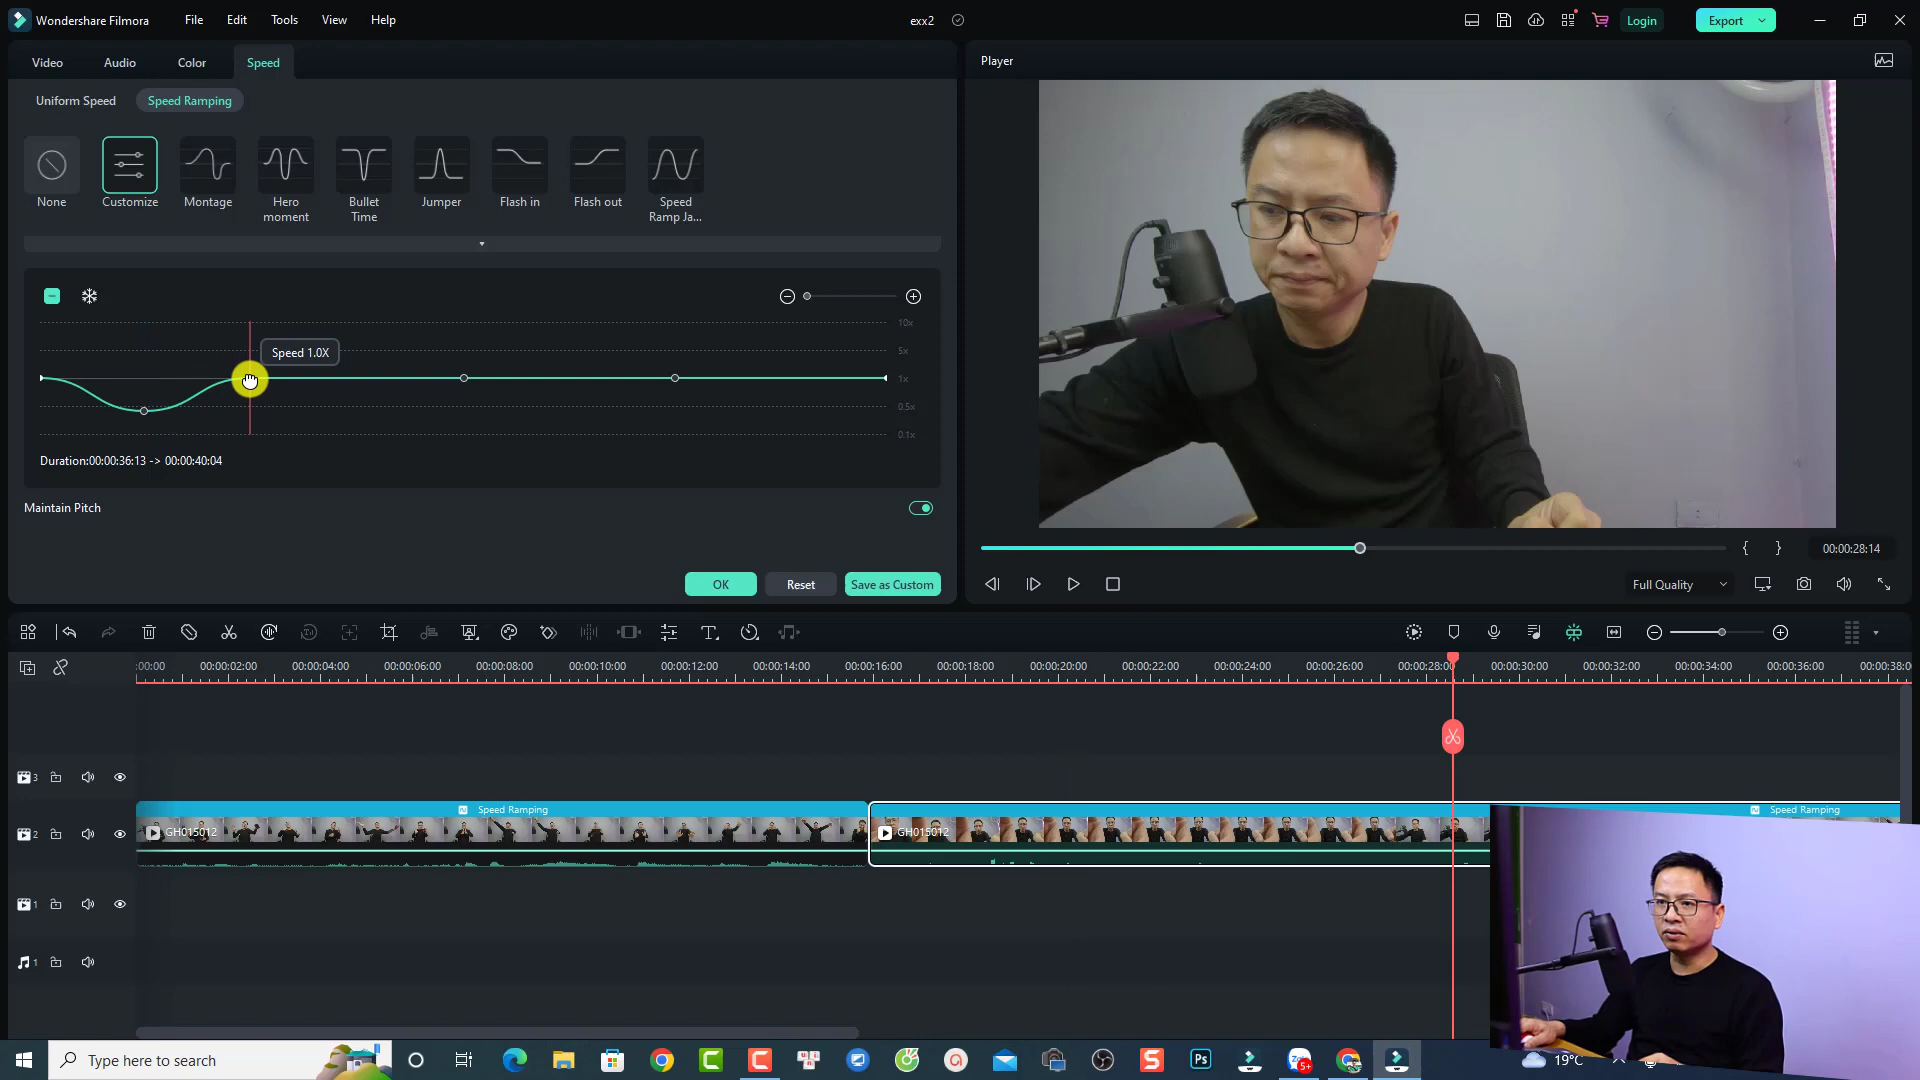 Wondershare Filmora File Edit Tools View Help exx2 Login Export
Video Audio Color Speed
Player
Uniform Speed Speed Ramping
None Customize Montage Hero moment Bullet Time Jumper Flash in Flash out Speed Ramp Ja...
10x
Speed 1.0X
5x
1x
0.5x
0.1x
Duration:00:00:36:13 -> 00:00:40:04
Maintain Pitch
00:00:28:14
OK Reset Save as Custom
Full Quality
:00:00 00:00:02:00 00:00:04:00 00:00:06:00 00:00:08:00 00:00:10:00 00:00:12:00 00:00:14:00 00:00:16:00 00:00:18:00 00:00:20:00 00:00:22:00 00:00:24:00 00:00:26:00 00:00:28:00 00:00:30:00 00:00:32:00 00:00:34:00 00:00:36:00 00:00:38:0
3
Speed Ramping Speed Ramping
2 GH015012 GH015012
1
1
Type here to search
Ps
5+
19°C